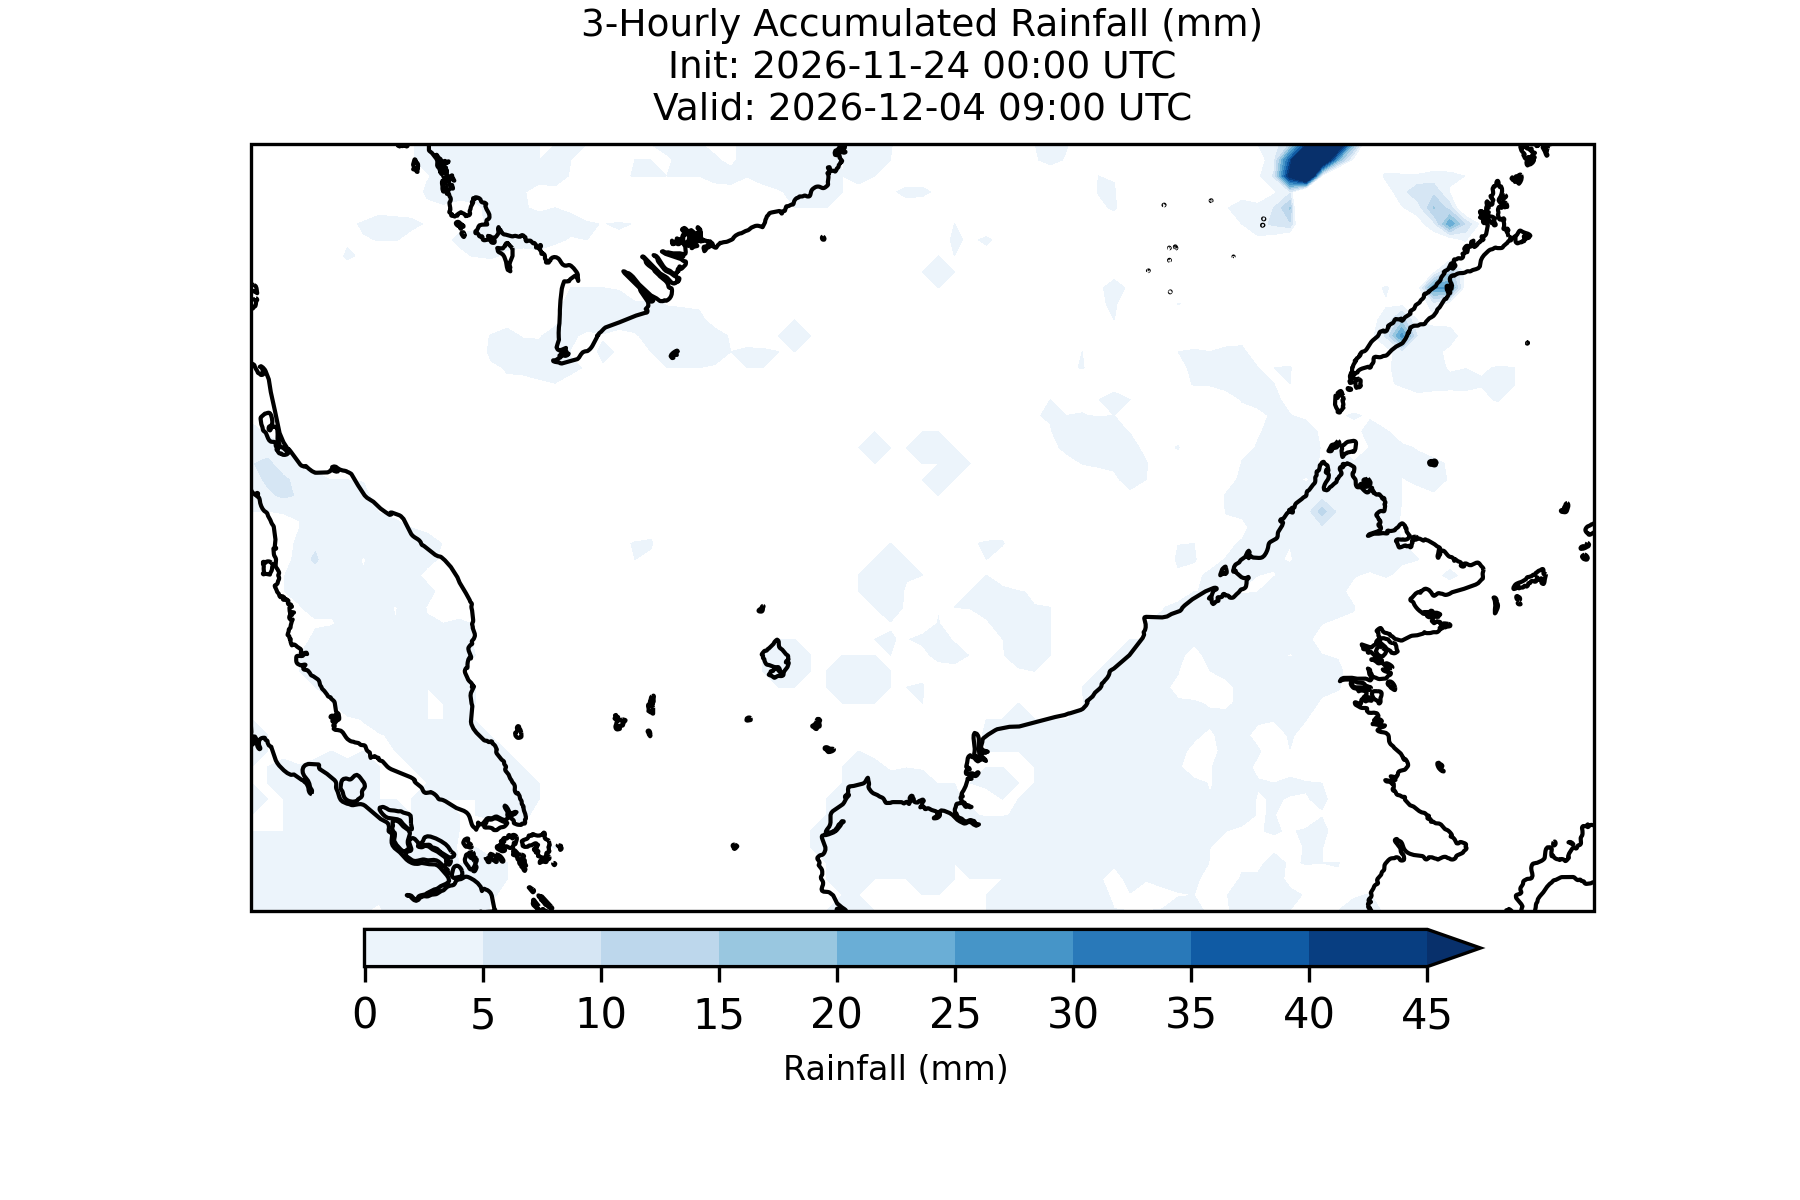 3-Hourly Accumulated Rainfall (mm)
Init: 2026-11-24 00:00 UTC
Valid: 2026-12-04 09:00 UTC
0 5 10 15 20 25 30 35 40 45
Rainfall (mm)